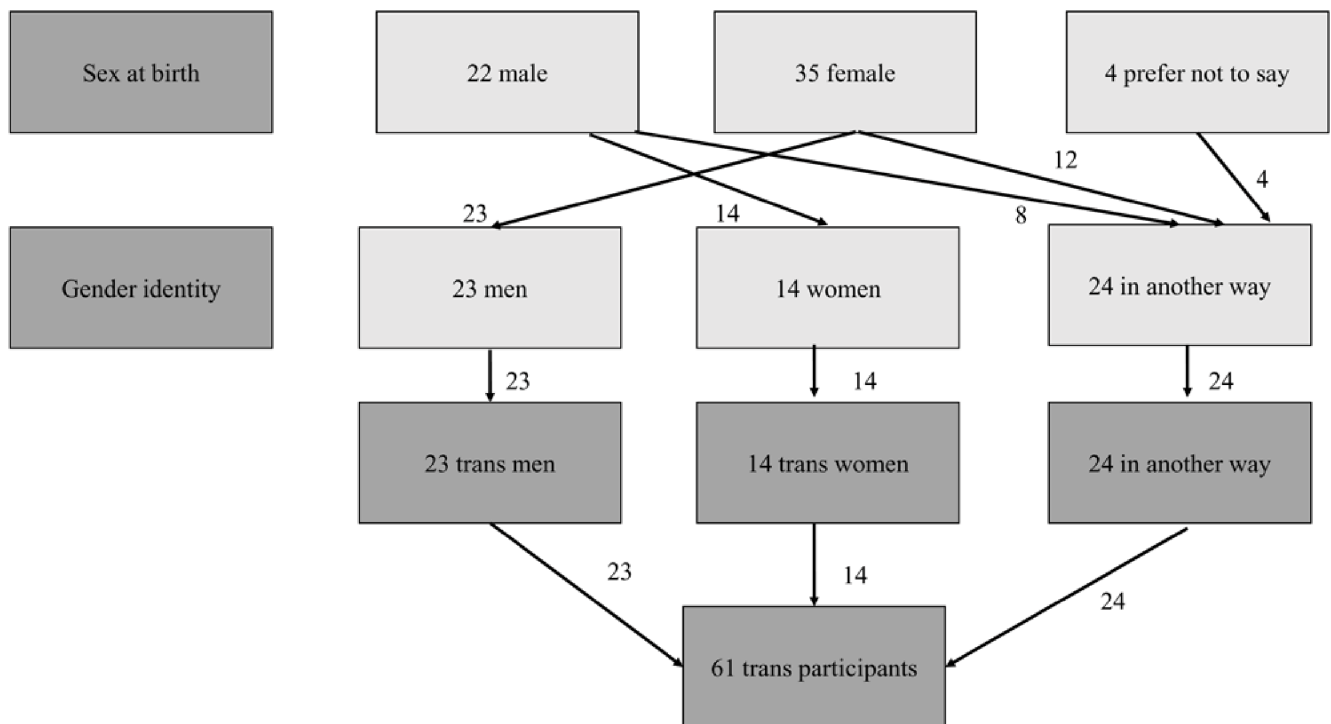 Sex at birth
22 male
35 female
4 prefer not to say
12
4
23
14
8
Gender identity
23 men
14 women
24 in another way
23
14
24
23 trans men
14 trans women
24 in another way
23
14
24
61 trans participants